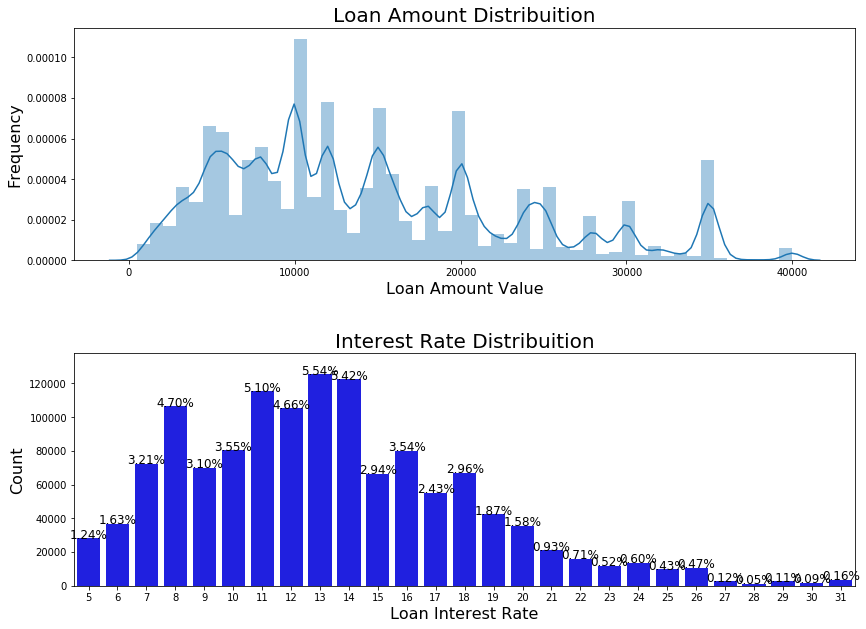 Loan Amount Distribuition
Frequency
0.00010
0.00008
0.00006
0.00004
0.00002
0.00000
0 10000 20000 30000 40000
Loan Amount Value
Interest Rate Distribuition
Count
120000
100000
80000
60000
40000
20000
0
1.24% 1.63% 3.21% 4.70% 3.10% 3.55% 5.10% 4.66% 5.54% 5.42% 2.94% 3.54% 2.43% 2.96% 1.87% 1.58% 0.93% 0.71% 0.52% 0.60% 0.43% 0.47% 0.12% 0.05% 0.11% 0.09% 0.16%
5 6 7 8 9 10 11 12 13 14 15 16 17 18 19 20 21 22 23 24 25 26 27 28 29 30 31
Loan Interest Rate